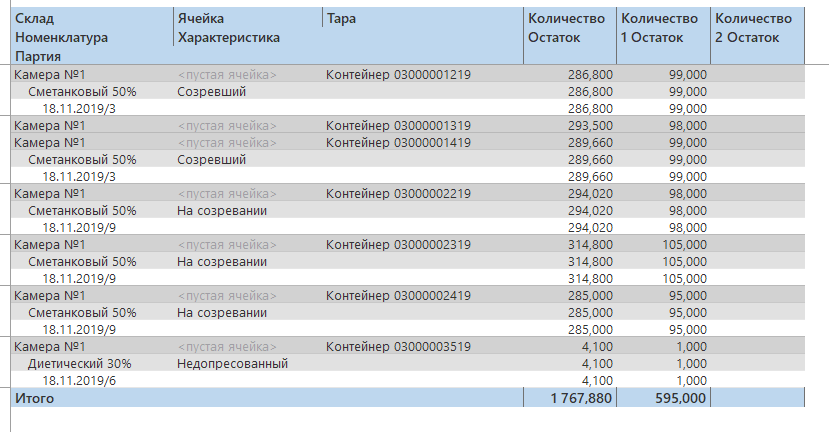 Склад Ячейка Тара Количество Количество Количество
Номенклатура Характеристика Остаток 1 Остаток 2 Остаток
Партия
Камера №1 <пустая ячейка> Контейнер 03000001219 286,800 99,000
Сметанковый 50% Созревший 286,800 99,000
18.11.2019/3 286,800 99,000
Камера №1 <пустая ячейка> Контейнер 03000001319 293,500 98,000
Камера №1 <пустая ячейка> Контейнер 03000001419 289,660 99,000
Сметанковый 50% Созревший 289,660 99,000
18.11.2019/3 289,660 99,000
Камера №1 <пустая ячейка> Контейнер 03000002219 294,020 98,000
Сметанковый 50% На созревании 294,020 98,000
18.11.2019/9 294,020 98,000
Камера №1 <пустая ячейка> Контейнер 03000002319 314,800 105,000
Сметанковый 50% На созревании 314,800 105,000
18.11.2019/9 314,800 105,000
Камера №1 <пустая ячейка> Контейнер 03000002419 285,000 95,000
Сметанковый 50% На созревании 285,000 95,000
18.11.2019/9 285,000 95,000
Камера №1 <пустая ячейка> Контейнер 03000003519 4,100 1,000
Диетический 30% Недопресованный 4,100 1,000
18.11.2019/6 4,100 1,000
Итого 1 767,880 595,000